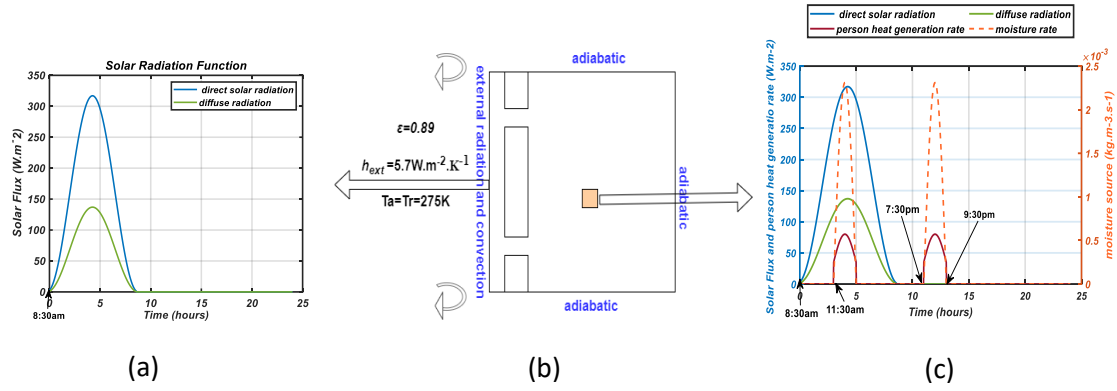 Solar Radiation Function
direct solar radiation
diffuse radiation
Solar Flux (W.m^2)
350
300
250
200
150
100
50
0
0
5
10
15
20
25
8:30am
Time (hours)
(a)
adiabatic
external radiation and convection
ε=0.89
h_ext =5.7W.m⁻².K⁻¹
Ta=Tr=275K
adiabatic
adiabatic
(b)
direct solar radiation
diffuse radiation
person heat generation rate
moisture rate
Solar Flux and person heat generatio rate (W.m-2)
350
300
250
200
150
100
50
0
×10⁻³
2.5
2
1.5
1
0.5
0
moisture source (kg.m-3.s-1)
7:30pm
9:30pm
0
5
10
15
20
25
8:30am
11:30am
Time (hours)
(c)